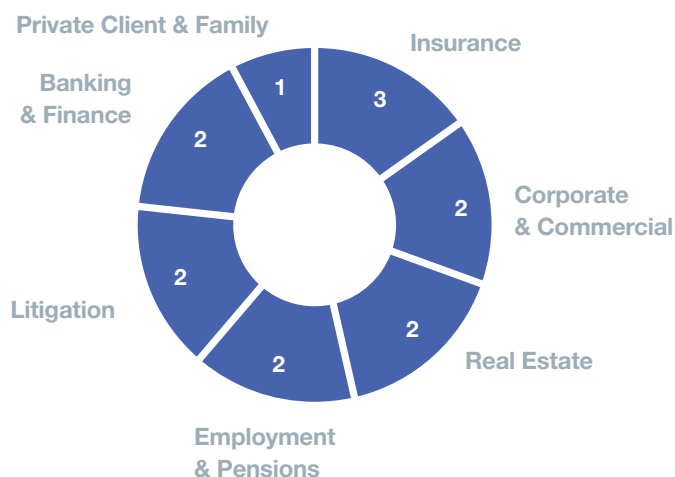 Private Client & Family
Insurance
Banking
& Finance
1
3
2
2
Corporate
& Commercial
Litigation
2
2
Real Estate
2
Employment
& Pensions